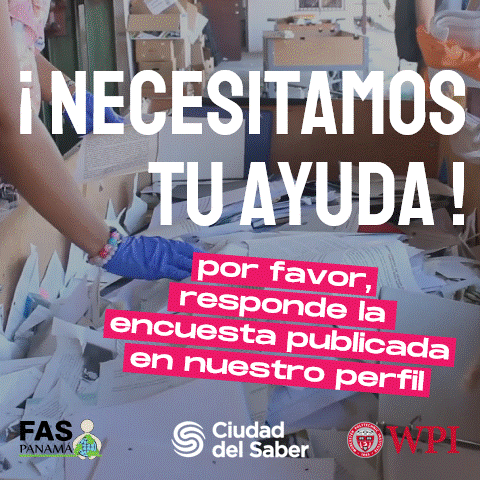 ¡NECESITAMOS
TU AYUDA!
por favor,
responde la
encuesta publicada
en nuestro perfil
FAS
PANAMÁ
Ciudad
del Saber
WPI